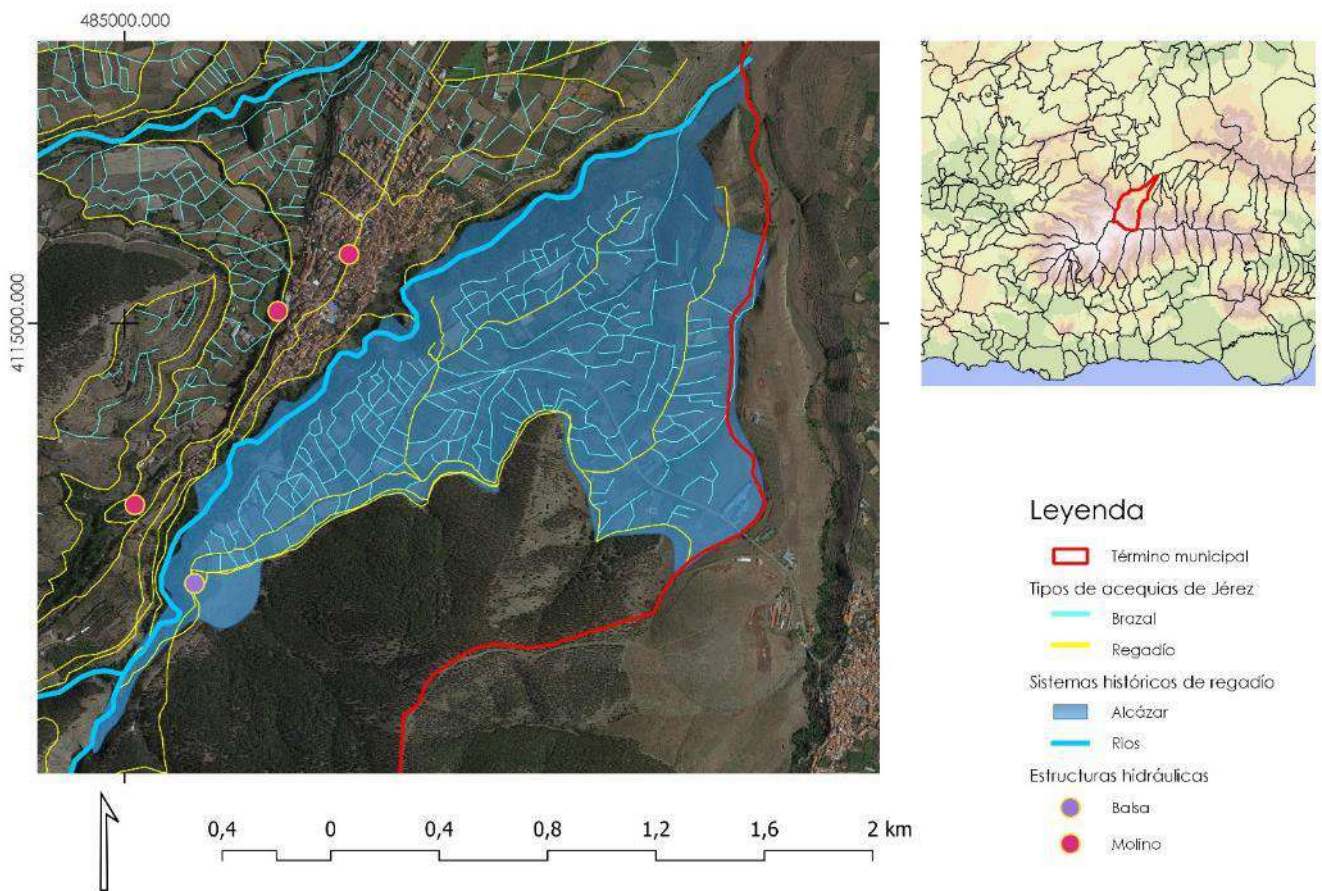 485000.000
4115000.000
Leyenda
Término municipal
Tipos de acequias de Jérez
Brazal
Regadío
Sistemas históricos de regadío
Alcázar
Ríos
Estructuras hidráulicas
Balsa
Molino
0,4 0 0,4 0,8 1,2 1,6 2 km